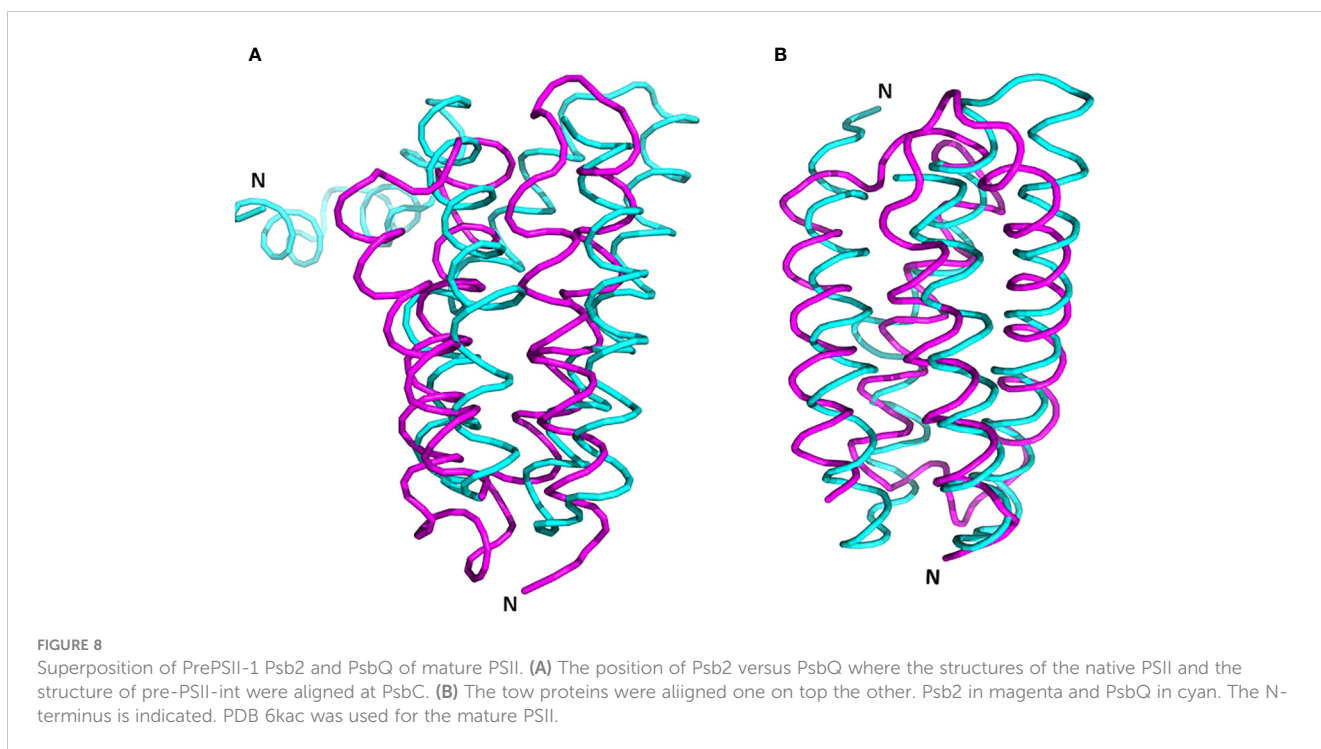 A
B
N
N
N
N
FIGURE 8
Superposition of PrePSII-1 Psb2 and PsbQ of mature PSII. (A) The position of Psb2 versus PsbQ where the structures of the native PSII and the
structure of pre-PSII-int were aligned at PsbC. (B) The tow proteins were aliigned one on top the other. Psb2 in magenta and PsbQ in cyan. The N-
terminus is indicated. PDB 6kac was used for the mature PSII.